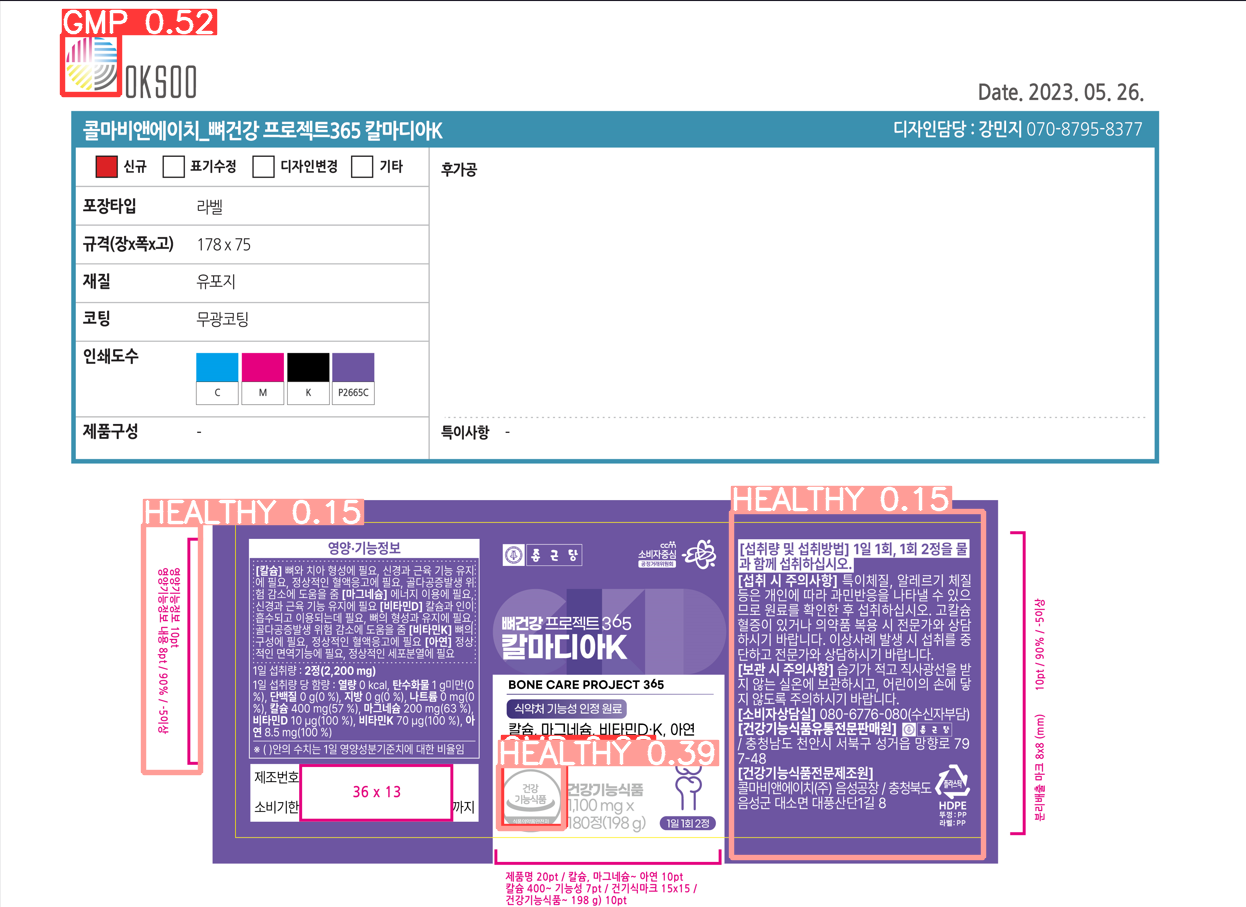 GMP 0.52
OKSOO
Date. 2023. 05. 26.
콜마비앤에이치_뼈건강 프로젝트365 칼마디아K
디자인담당 : 강민지 070-8795-8377
신규 표기수정 디자인변경 기타
후가공
포장타입 라벨
규격(장x폭x고) 178 x 75
재질 유포지
코팅 무광코팅
인쇄도수
C M K P2665C
제품구성 -
특이사항 -
HEALTHY 0.15
영양기능정보 10pt
영양기능정보 내용 8pt / 90% / -5이상
영양·기능정보
[칼슘] 뼈와 치아 형성에 필요, 신경과 근육 기능 유지
에 필요, 정상적인 혈액응고에 필요, 골다공증발생 위
험 감소에 도움을 줌 [마그네슘] 에너지 이용에 필요,
신경과 근육 기능 유지에 필요 [비타민D] 칼슘과 인이
흡수되고 이용되는데 필요, 뼈의 형성과 유지에 필요,
골다공증발생 위험 감소에 도움을 줌 [비타민K] 뼈의
구성에 필요, 정상적인 혈액응고에 필요 [아연] 정상
적인 면역기능에 필요, 정상적인 세포분열에 필요
1일 섭취량 : 2정(2,200 mg)
1일 섭취량 당 함량 : 열량 0 kcal, 탄수화물 1 g미만(0
%), 단백질 0 g(0 %), 지방 0 g(0 %), 나트륨 0 mg(0
%), 칼슘 400 mg(57 %), 마그네슘 200 mg(63 %),
비타민D 10 µg(100 %), 비타민K 70 µg(100 %), 아
연 8.5 mg(100 %)
※ ( )안의 수치는 1일 영양성분기준치에 대한 비율임
제조번호
소비기한
36 x 13
까지
종근당
ccm
소비자중심
공정거래위원회
뼈건강 프로젝트 365
칼마디아K
BONE CARE PROJECT 365
식약처 기능성 인정 원료
칼슘, 마그네슘, 비타민D·K, 아연
HEALTHY 0.39
건강
기능식품
건강기능식품
1,100 mg x
180정(198 g)
1일 1회 2정
HEALTHY 0.15
[섭취량 및 섭취방법] 1일 1회, 1회 2정을 물
과 함께 섭취하십시오.
[섭취 시 주의사항] 특이체질, 알레르기 체질
등은 개인에 따라 과민반응을 나타낼 수 있으
므로 원료를 확인한 후 섭취하십시오. 고칼슘
혈증이 있거나 의약품 복용 시 전문가와 상담
하시기 바랍니다. 이상사례 발생 시 섭취를 중
단하고 전문가와 상담하시기 바랍니다.
[보관 시 주의사항] 습기가 적고 직사광선을 받
지 않는 실온에 보관하시고, 어린이의 손에 닿
지 않도록 주의하시기 바랍니다.
[소비자상담실] 080-6776-080(수신자부담)
[건강기능식품유통전문판매원] 종근당
/ 충청남도 천안시 서북구 성거읍 망향로 79
7-48
[건강기능식품전문제조원]
콜마비앤에이치(주) 음성공장 / 충청북도
음성군 대소면 대풍산단1길 8
플라스틱
HDPE
뚜껑 : PP
라벨 : PP
10pt / 90% / -5이상
분리배출 마크 8x8 (mm)
제품명 20pt / 칼슘, 마그네슘~ 아연 10pt
칼슘 400~ 기능성 7pt / 건기식마크 15x15 /
건강기능식품~ 198 g) 10pt